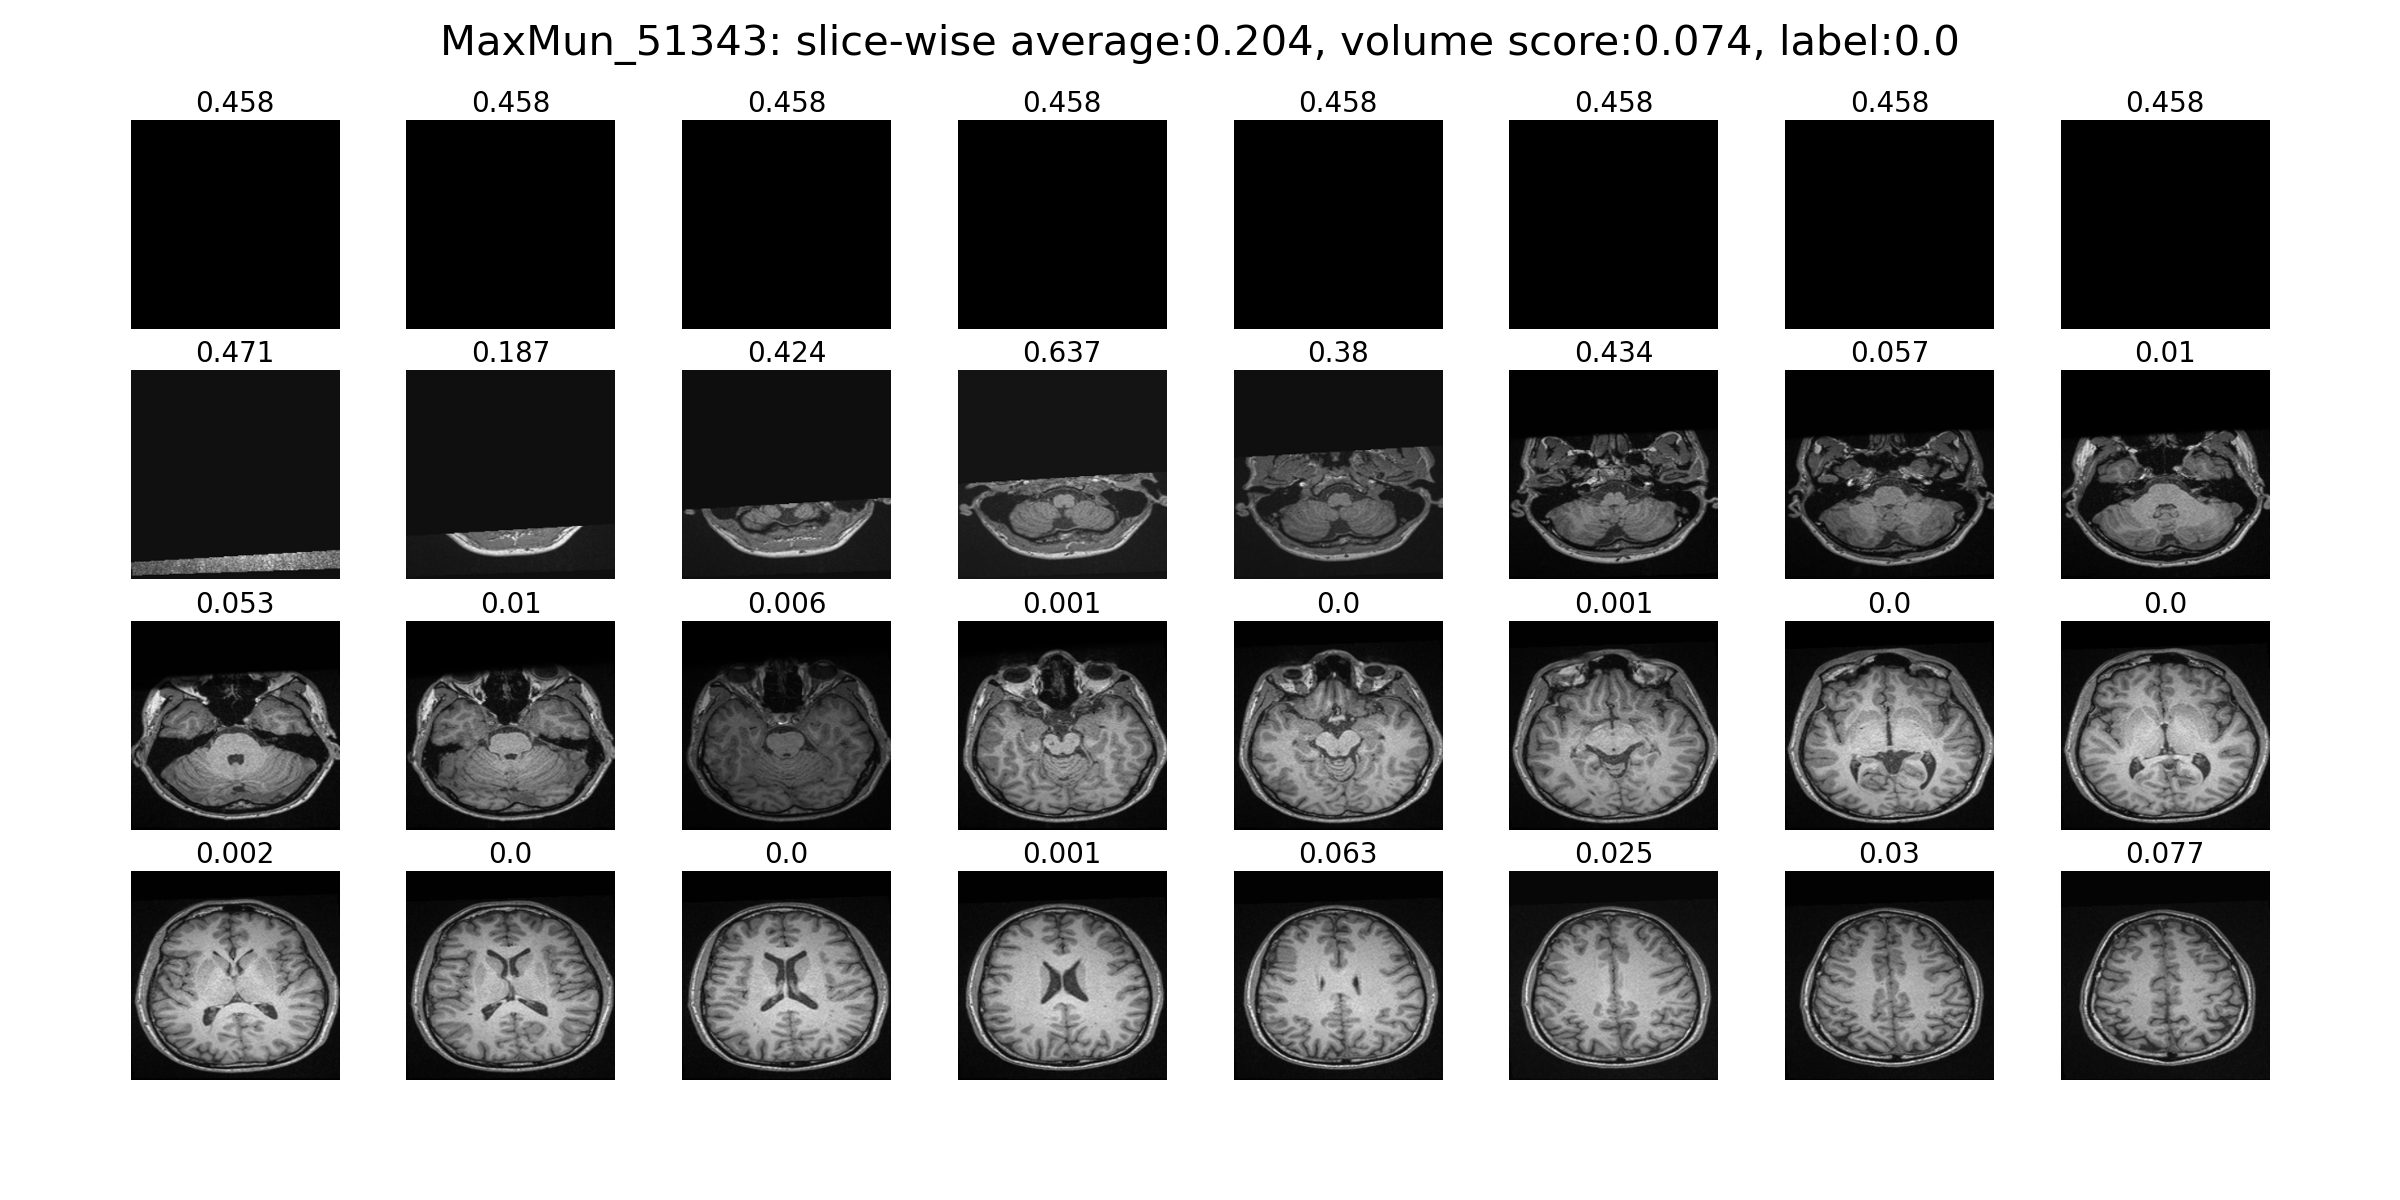 MaxMun_51343: slice-wise average:0.204, volume score:0.074, label:0.0
0.458 0.458 0.458 0.458 0.458 0.458 0.458 0.458
0.471 0.187 0.424 0.637 0.38 0.434 0.057 0.01
0.053 0.01 0.006 0.001 0.0 0.001 0.0 0.0
0.002 0.0 0.0 0.001 0.063 0.025 0.03 0.077